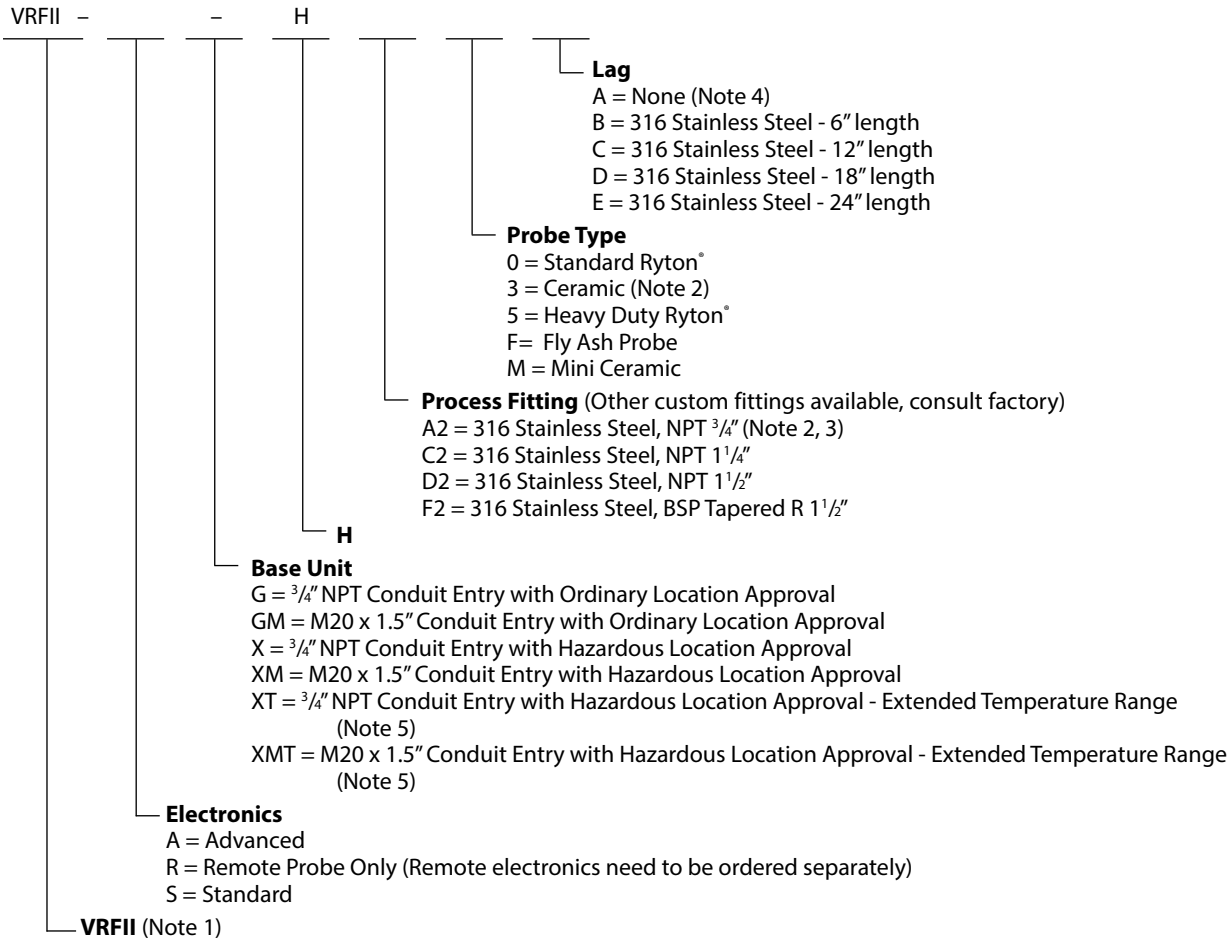 VRFII – – H
Lag
A = None (Note 4)
B = 316 Stainless Steel - 6” length
C = 316 Stainless Steel - 12” length
D = 316 Stainless Steel - 18” length
E = 316 Stainless Steel - 24” length
Probe Type
0 = Standard Ryton®
3 = Ceramic (Note 2)
5 = Heavy Duty Ryton®
F= Fly Ash Probe
M = Mini Ceramic
Process Fitting (Other custom fittings available, consult factory)
A2 = 316 Stainless Steel, NPT 3/4” (Note 2, 3)
C2 = 316 Stainless Steel, NPT 11/4”
D2 = 316 Stainless Steel, NPT 11/2”
F2 = 316 Stainless Steel, BSP Tapered R 11/2”
H
Base Unit
G = 3/4” NPT Conduit Entry with Ordinary Location Approval
GM = M20 x 1.5” Conduit Entry with Ordinary Location Approval
X = 3/4” NPT Conduit Entry with Hazardous Location Approval
XM = M20 x 1.5” Conduit Entry with Hazardous Location Approval
XT = 3/4” NPT Conduit Entry with Hazardous Location Approval - Extended Temperature Range
(Note 5)
XMT = M20 x 1.5” Conduit Entry with Hazardous Location Approval - Extended Temperature Range
(Note 5)
Electronics
A = Advanced
R = Remote Probe Only (Remote electronics need to be ordered separately)
S = Standard
VRFII (Note 1)